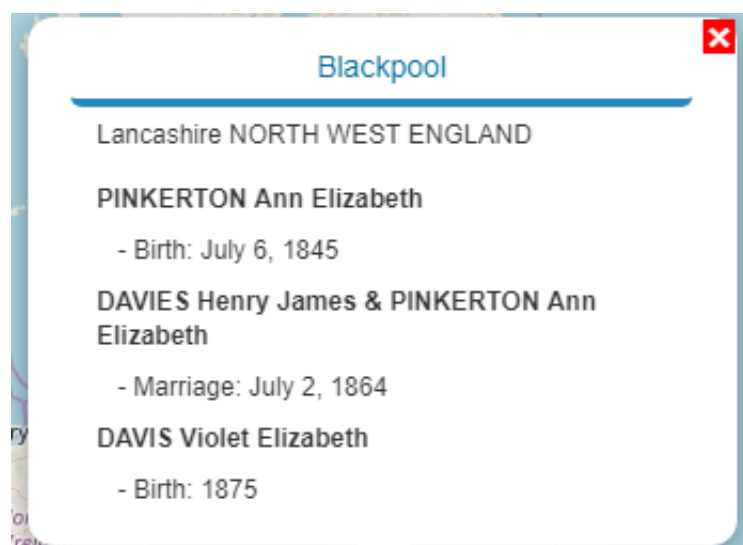 Blackpool
Lancashire NORTH WEST ENGLAND
PINKERTON Ann Elizabeth
- Birth: July 6, 1845
DAVIES Henry James & PINKERTON Ann
Elizabeth
- Marriage: July 2, 1864
DAVIS Violet Elizabeth
- Birth: 1875